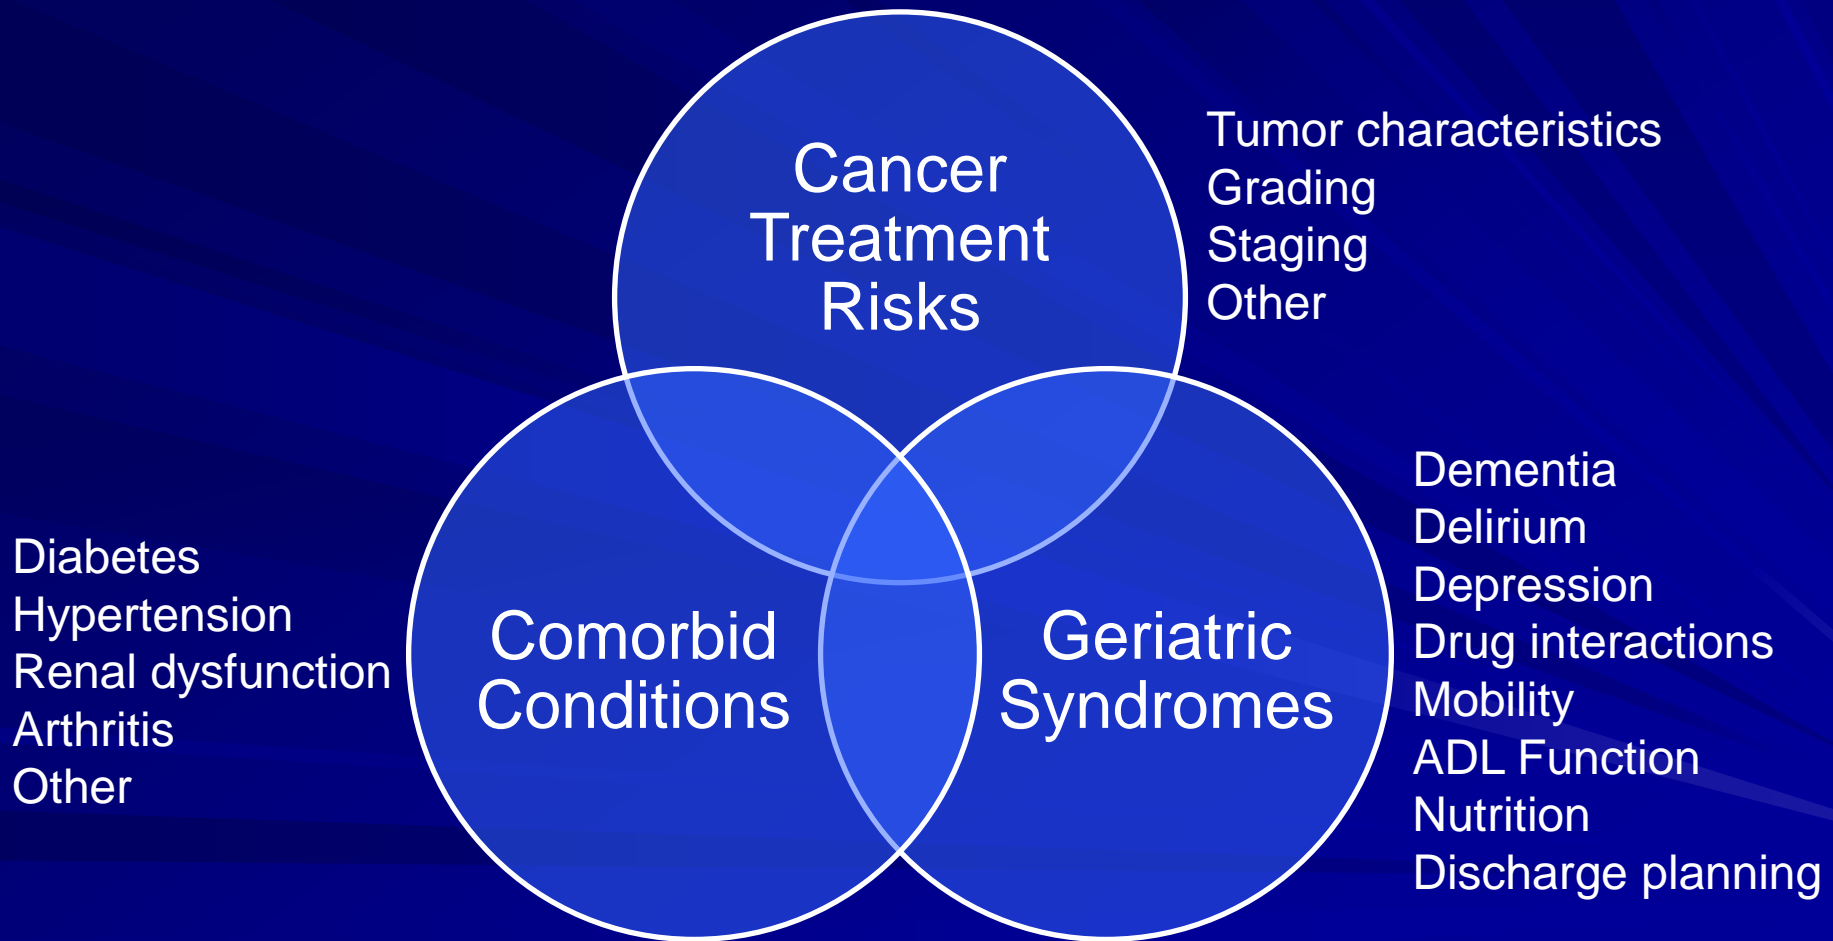 Cancer
Treatment
Risks
Tumor characteristics
Grading
Staging
Other
Comorbid
Conditions
Diabetes
Hypertension
Renal dysfunction
Arthritis
Other
Geriatric
Syndromes
Dementia
Delirium
Depression
Drug interactions
Mobility
ADL Function
Nutrition
Discharge planning